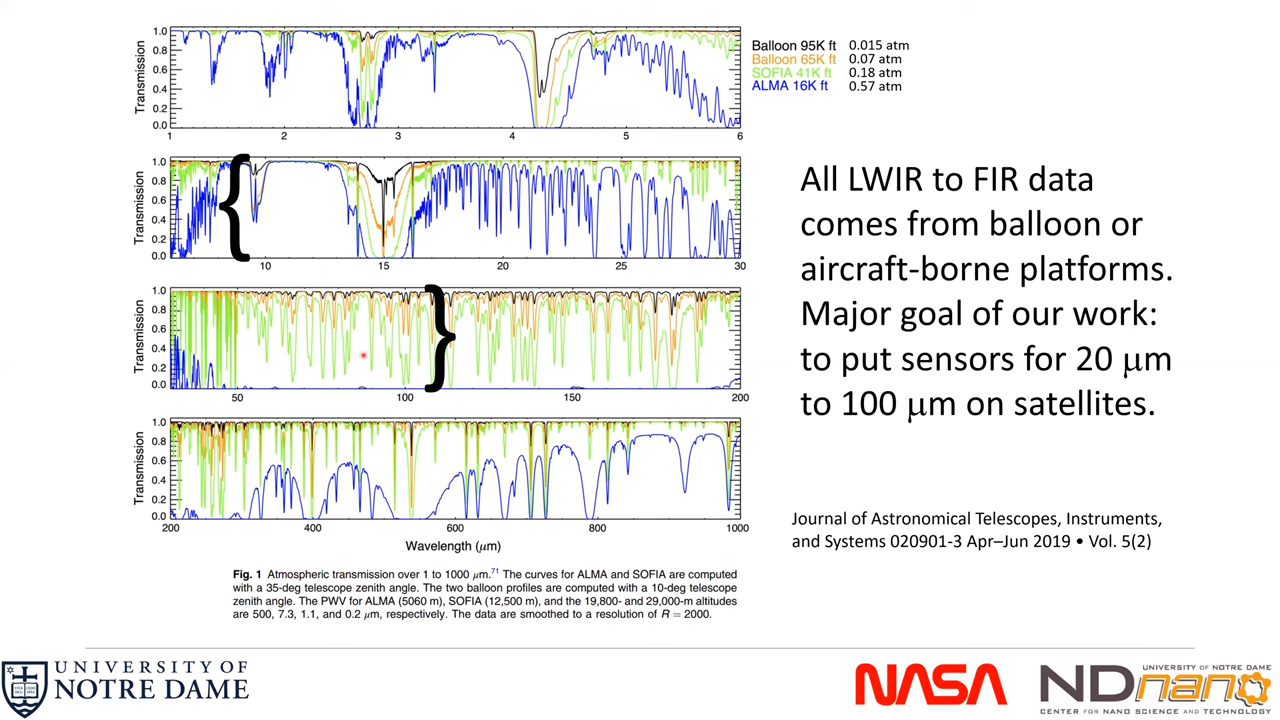 Transmission
1.0
0.8
0.6
0.4
0.2
0.0
1 2 3 4 5 6
Balloon 95K ft 0.015 atm
Balloon 65K ft 0.07 atm
SOFIA 41K ft 0.18 atm
ALMA 16K ft 0.57 atm
Transmission
1.0
0.8
0.6
0.4
0.2
0.0
10 15 20 25 30
{
Transmission
1.0
0.8
0.6
0.4
0.2
0.0
50 100 150 200
}
Transmission
1.0
0.8
0.6
0.4
0.2
0.0
200 400 600 800 1000
Wavelength (μm)
Fig. 1 Atmospheric transmission over 1 to 1000 μm.71 The curves for ALMA and SOFIA are computed
with a 35-deg telescope zenith angle. The two balloon profiles are computed with a 10-deg telescope
zenith angle. The PWV for ALMA (5060 m), SOFIA (12,500 m), and the 19,800- and 29,000-m altitudes
are 500, 7.3, 1.1, and 0.2 μm, respectively. The data are smoothed to a resolution of R = 2000.
All LWIR to FIR data
comes from balloon or
aircraft-borne platforms.
Major goal of our work:
to put sensors for 20 μm
to 100 μm on satellites.
Journal of Astronomical Telescopes, Instruments,
and Systems 020901-3 Apr–Jun 2019 • Vol. 5(2)
UNIVERSITY OF
NOTRE DAME
NASA
UNIVERSITY OF NOTRE DAME
NDnano
CENTER FOR NANO SCIENCE AND TECHNOLOGY